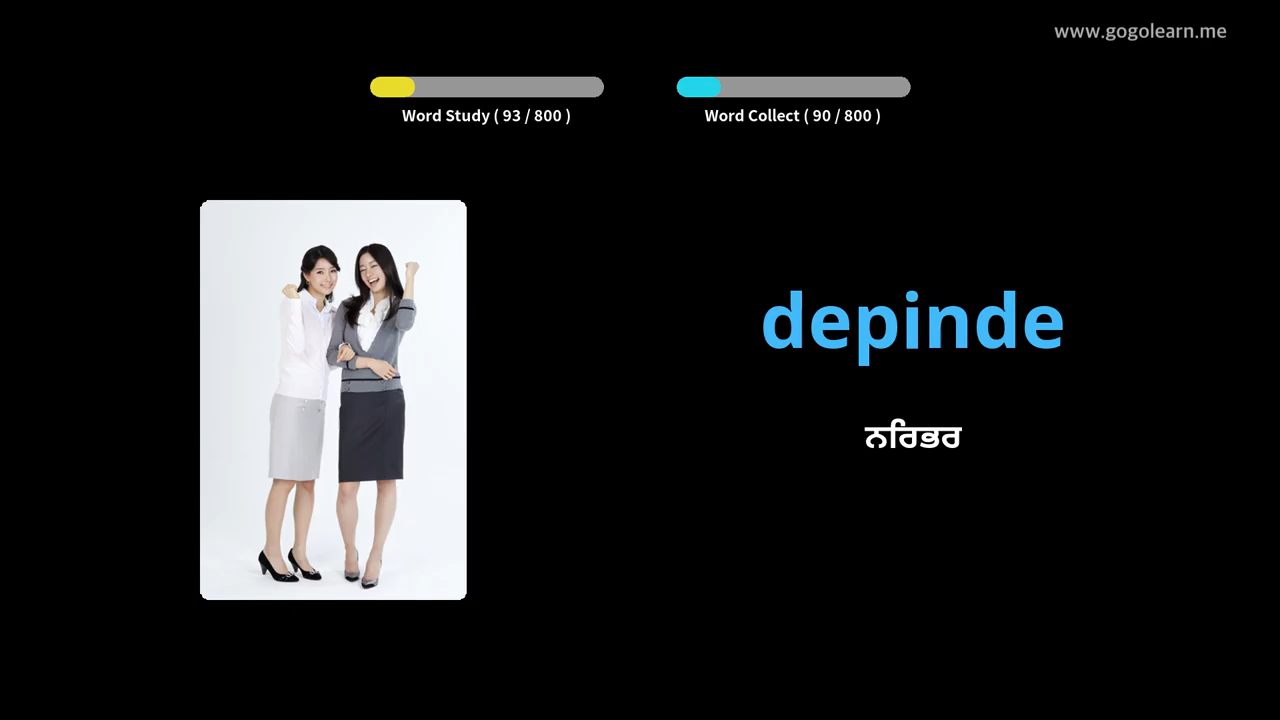 www.gogolearn.me
Word Study ( 93 / 800 )
Word Collect ( 90 / 800 )
depinde
ਨਰਿਭਰ